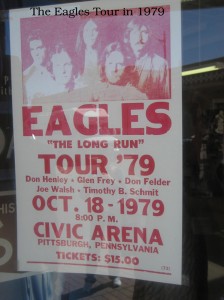 The Eagles Tour in 1979
EAGLES
"THE LONG RUN"
TOUR '79
Don Henley • Glen Frey • Don Felder
Joe Walsh • Timothy B. Schmit
OCT. 18 - 1979
8:00 P. M.
CIVIC ARENA
PITTSBURGH, PENNSYLVANIA
TICKETS: $15.00